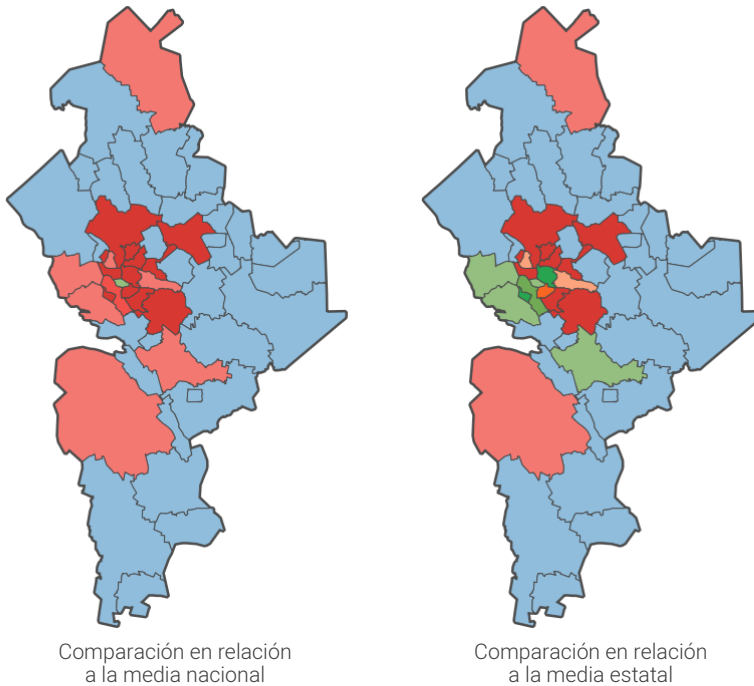 Comparación en relación
a la media nacional
Comparación en relación
a la media estatal